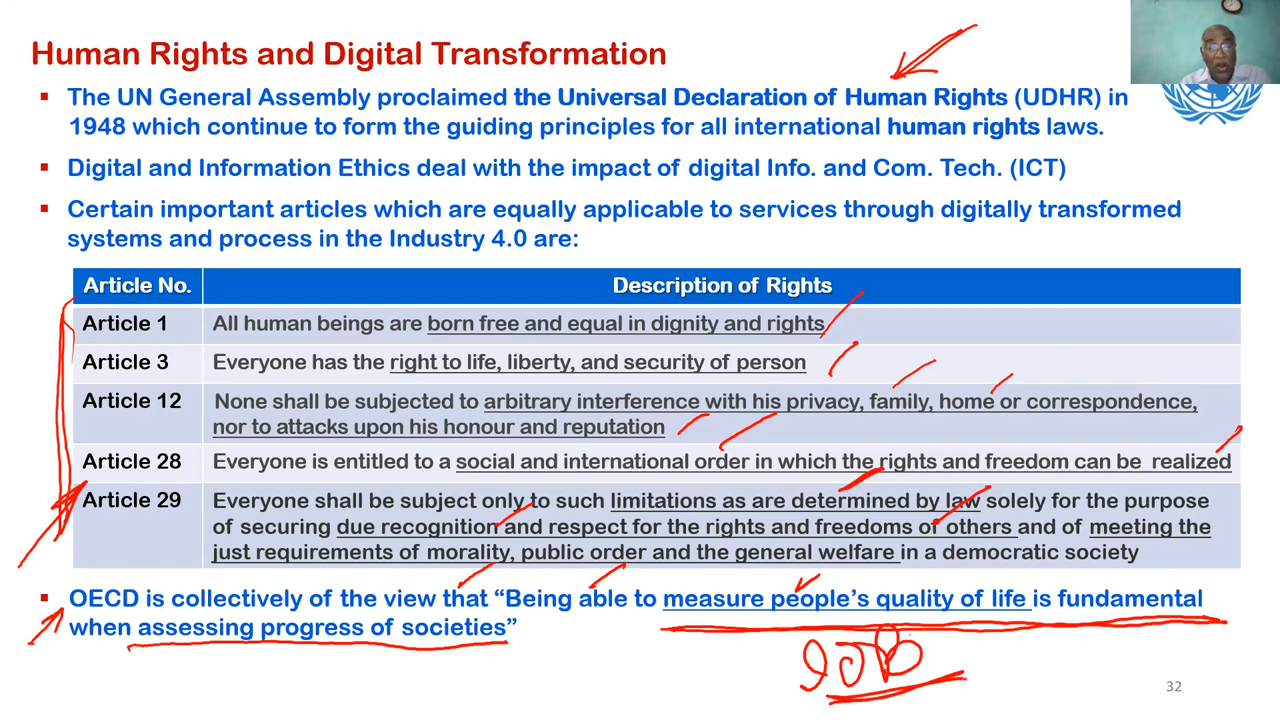 Human Rights and Digital Transformation
▪ The UN General Assembly proclaimed the Universal Declaration of Human Rights (UDHR) in
1948 which continue to form the guiding principles for all international human rights laws.
▪ Digital and Information Ethics deal with the impact of digital Info. and Com. Tech. (ICT)
▪ Certain important articles which are equally applicable to services through digitally transformed
systems and process in the Industry 4.0 are:
Article No. Description of Rights
Article 1 All human beings are born free and equal in dignity and rights
Article 3 Everyone has the right to life, liberty, and security of person
Article 12 None shall be subjected to arbitrary interference with his privacy, family, home or correspondence,
nor to attacks upon his honour and reputation
Article 28 Everyone is entitled to a social and international order in which the rights and freedom can be realized
Article 29 Everyone shall be subject only to such limitations as are determined by law solely for the purpose
of securing due recognition and respect for the rights and freedoms of others and of meeting the
just requirements of morality, public order and the general welfare in a democratic society
▪ OECD is collectively of the view that “Being able to measure people’s quality of life is fundamental
when assessing progress of societies”
32